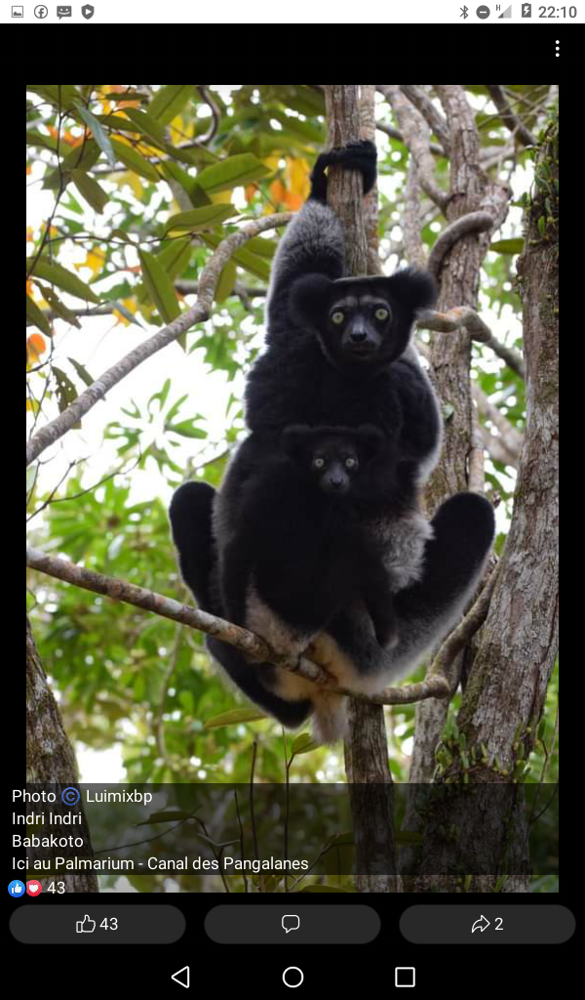 22:10
Photo © Luimixbp
Indri Indri
Babakoto
Ici au Palmarium - Canal des Pangalanes
43
43
2